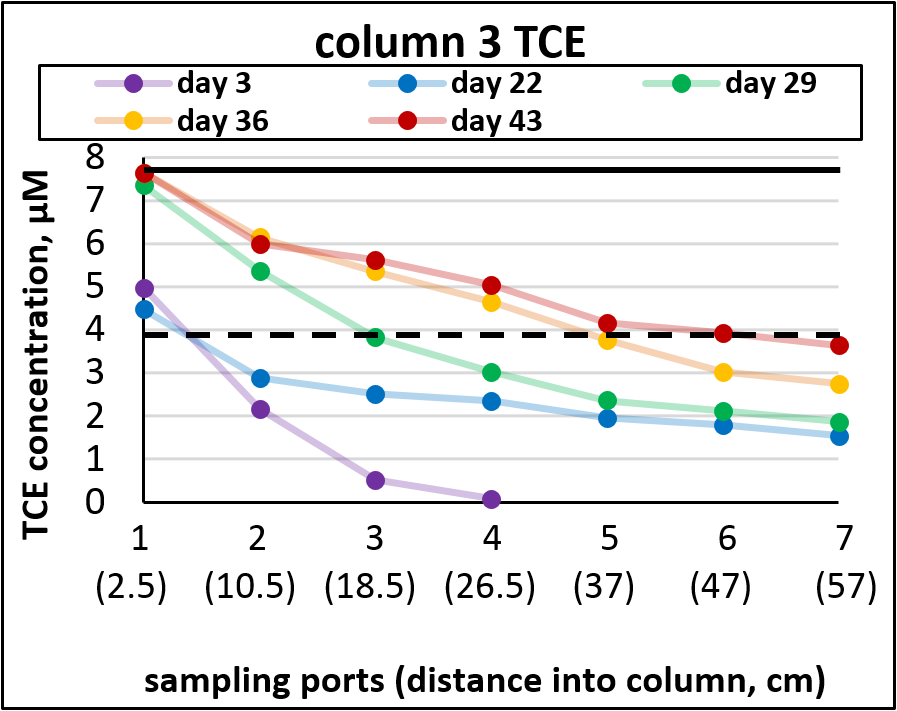 column 3 TCE
day 3 day 22 day 29
day 36 day 43
TCE concentration, µM
8
7
6
5
4
3
2
1
0
1 2 3 4 5 6 7
(2.5) (10.5) (18.5) (26.5) (37) (47) (57)
sampling ports (distance into column, cm)